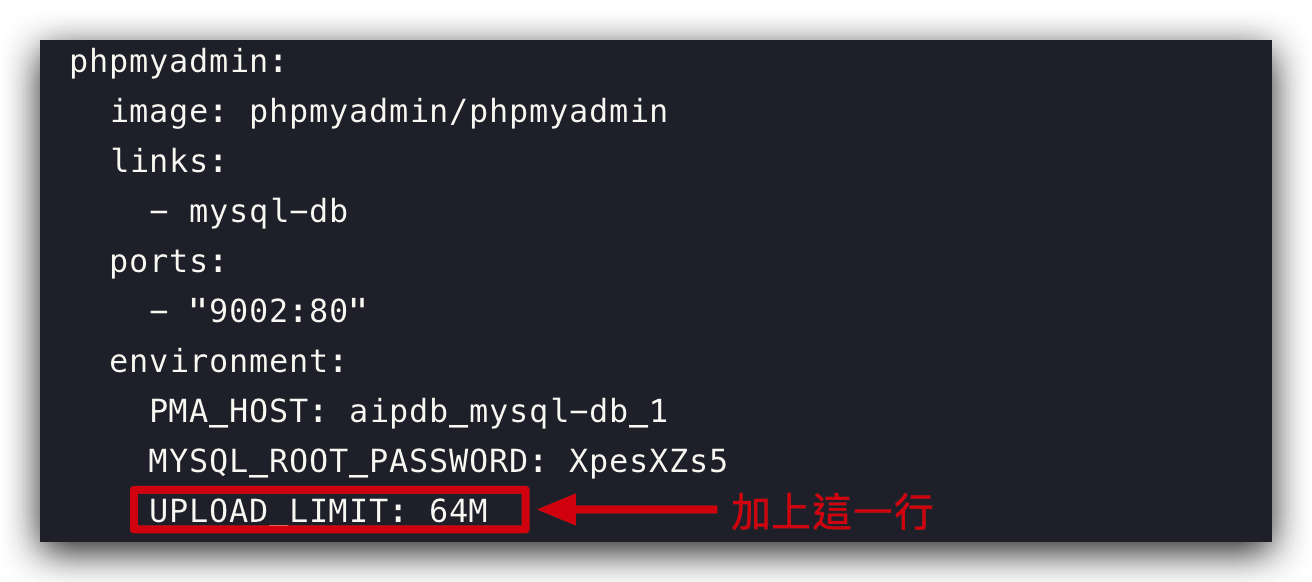 phpmyadmin:
  image: phpmyadmin/phpmyadmin
  links:
    - mysql-db
  ports:
    - "9002:80"
  environment:
    PMA_HOST: aipdb_mysql-db_1
    MYSQL_ROOT_PASSWORD: XpesXZs5
    UPLOAD_LIMIT: 64M 加上這一行